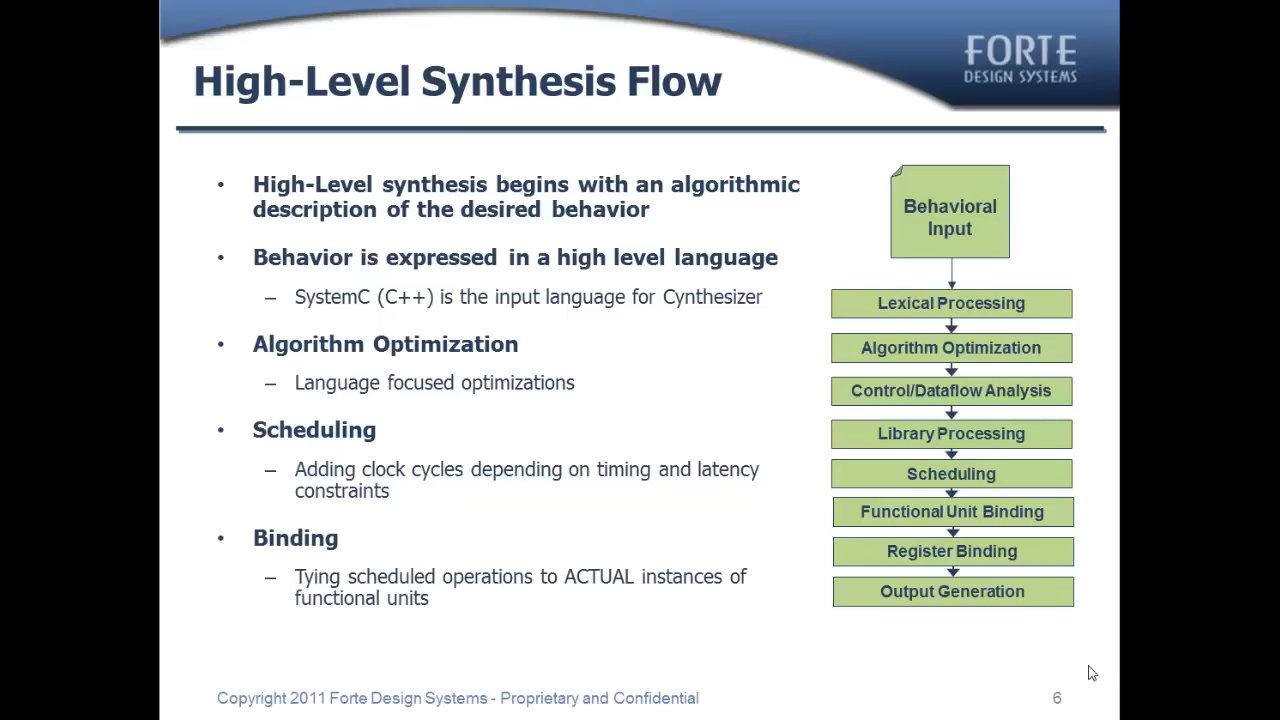 FORTE
DESIGN SYSTEMS
High-Level Synthesis Flow
• High-Level synthesis begins with an algorithmic
description of the desired behavior
• Behavior is expressed in a high level language
– SystemC (C++) is the input language for Cynthesizer
• Algorithm Optimization
– Language focused optimizations
• Scheduling
– Adding clock cycles depending on timing and latency
constraints
• Binding
– Tying scheduled operations to ACTUAL instances of
functional units
Behavioral
Input
Lexical Processing
Algorithm Optimization
Control/Dataflow Analysis
Library Processing
Scheduling
Functional Unit Binding
Register Binding
Output Generation
Copyright 2011 Forte Design Systems - Proprietary and Confidential
6